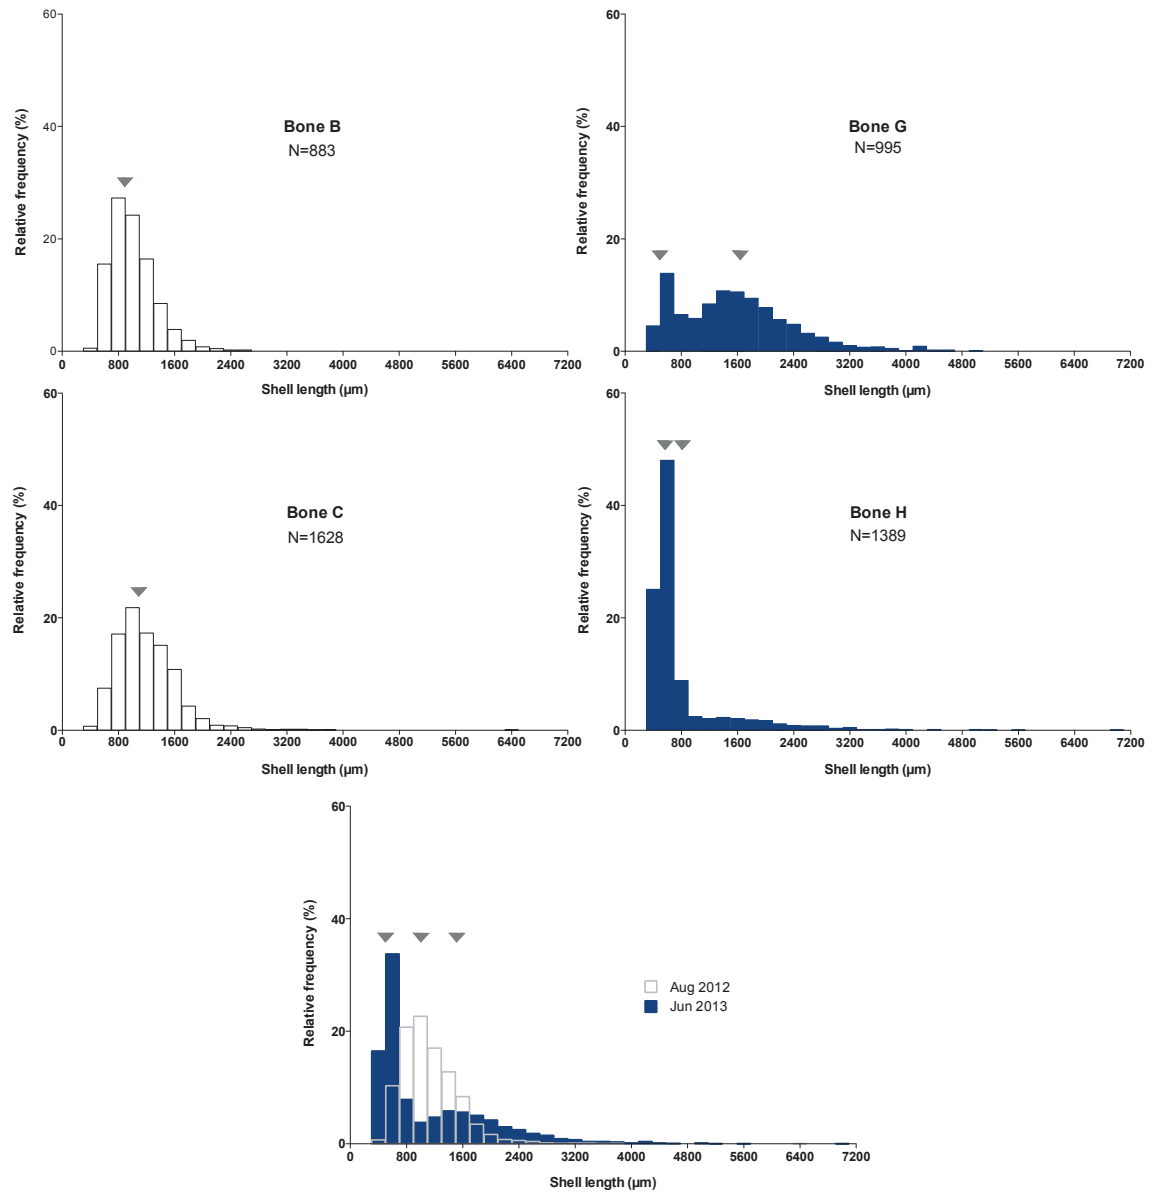 Relative frequency (%)
60
40
20
0
Bone B
N=883
0 800 1600 2400 3200 4000 4800 5600 6400 7200
Shell length (µm)
Relative frequency (%)
60
40
20
0
Bone G
N=995
0 800 1600 2400 3200 4000 4800 5600 6400 7200
Shell length (µm)
Relative frequency (%)
60
40
20
0
Bone C
N=1628
0 800 1600 2400 3200 4000 4800 5600 6400 7200
Shell length (µm)
Relative frequency (%)
60
40
20
0
Bone H
N=1389
0 800 1600 2400 3200 4000 4800 5600 6400 7200
Shell length (µm)
Relative frequency (%)
60
40
20
0
Aug 2012
Jun 2013
0 800 1600 2400 3200 4000 4800 5600 6400 7200
Shell length (µm)